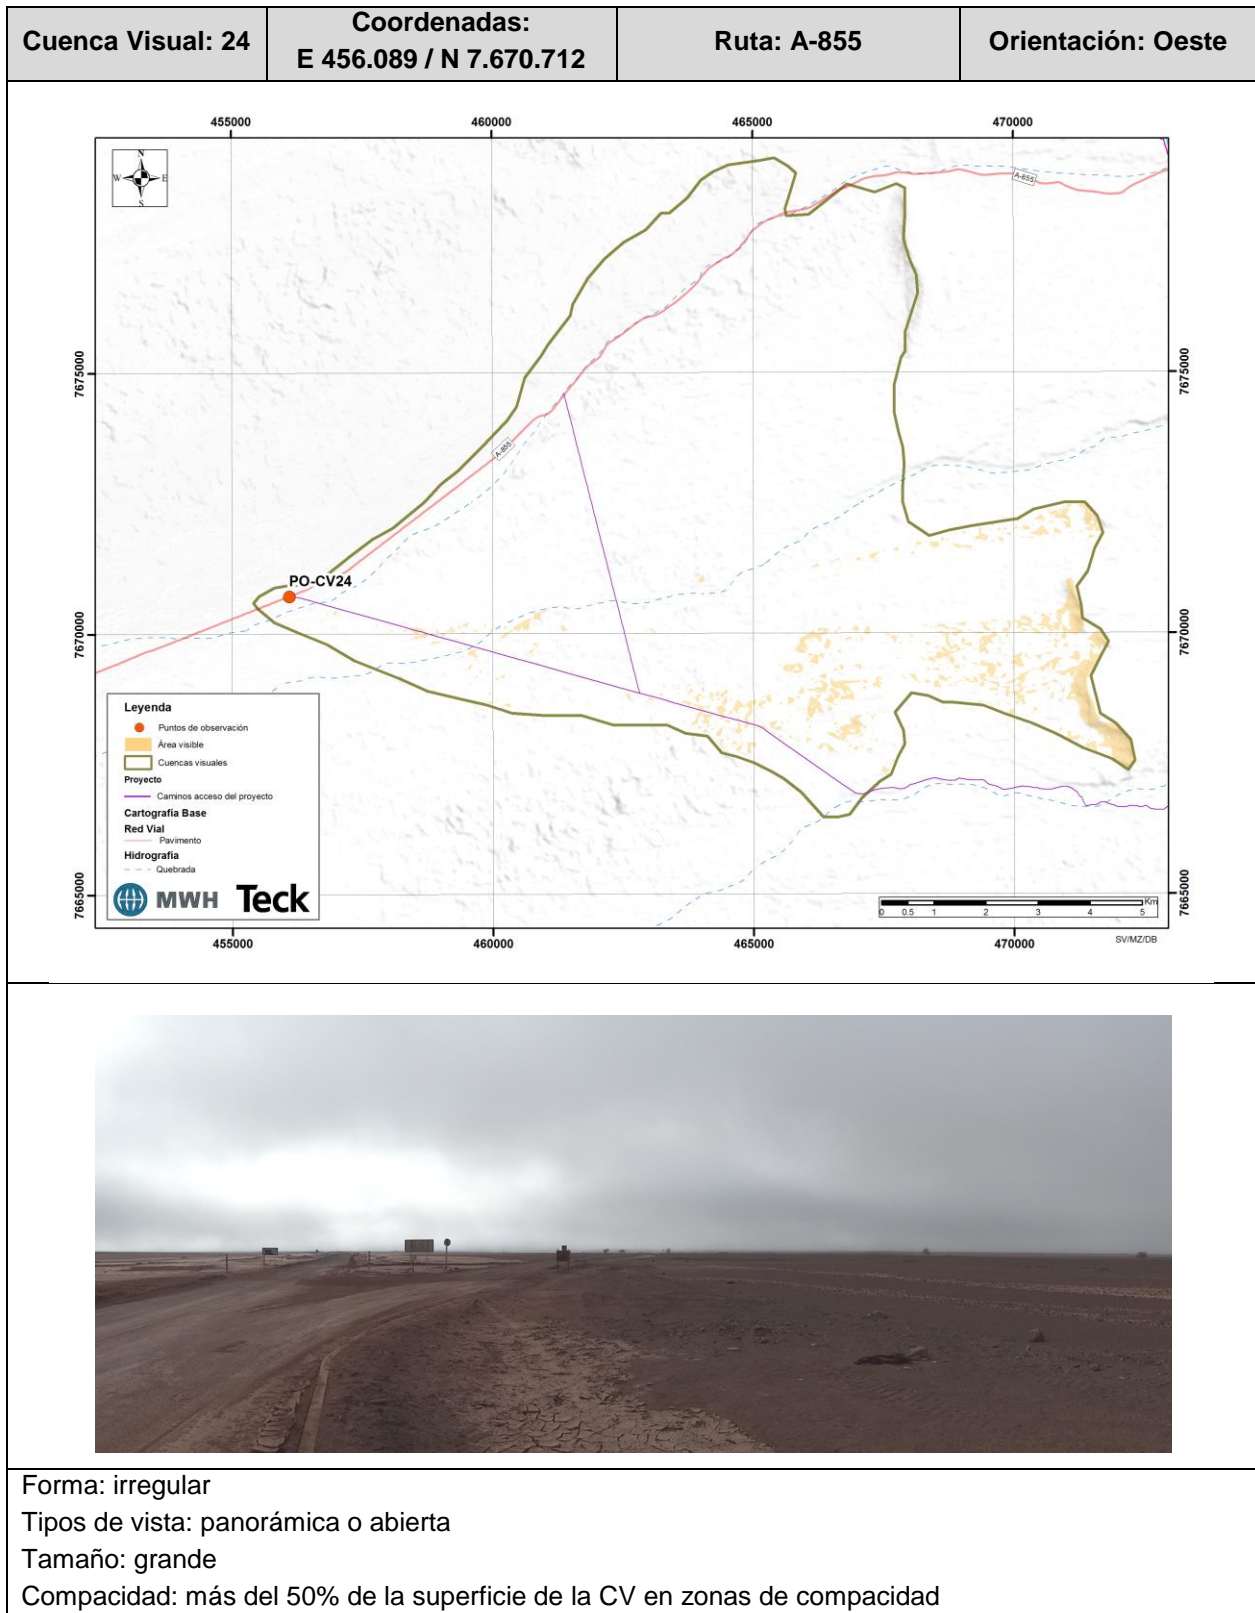 Cuenca Visual: 24
Coordenadas:
E 456.089 / N 7.670.712
Ruta: A-855
Orientación: Oeste
455000
460000
465000
470000
N
W
E
S
A-855
7675000
7675000
A-855
PO-CV24
7670000
7670000
Leyenda
Puntos de observación
Área visible
Cuencas visuales
Proyecto
Caminos acceso del proyecto
Cartografía Base
Red Vial
Pavimento
Hidrografía
Quebrada
MWH Teck
7665000
7665000
Km
0 0.5 1 2 3 4 5
455000
460000
465000
470000
SV/MZ/DB
Forma: irregular
Tipos de vista: panorámica o abierta
Tamaño: grande
Compacidad: más del 50% de la superficie de la CV en zonas de compacidad